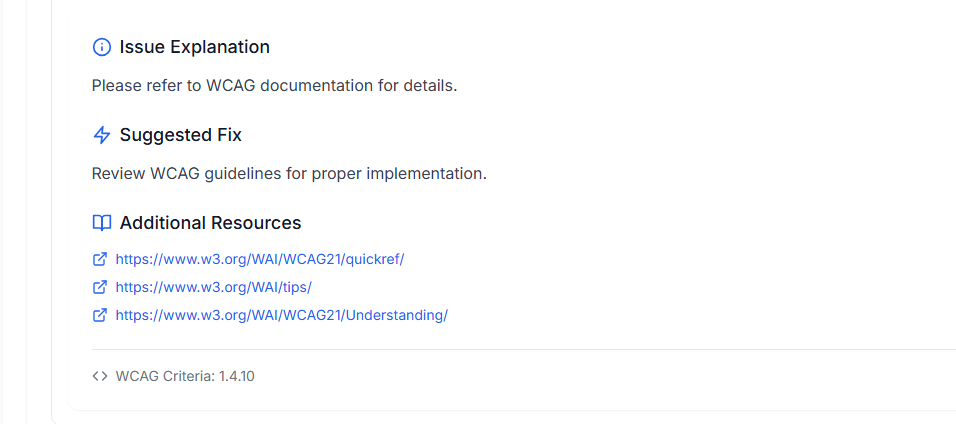 Issue Explanation
Please refer to WCAG documentation for details.
Suggested Fix
Review WCAG guidelines for proper implementation.
Additional Resources
https://www.w3.org/WAI/WCAG21/quickref/
https://www.w3.org/WAI/tips/
https://www.w3.org/WAI/WCAG21/Understanding/
WCAG Criteria: 1.4.10